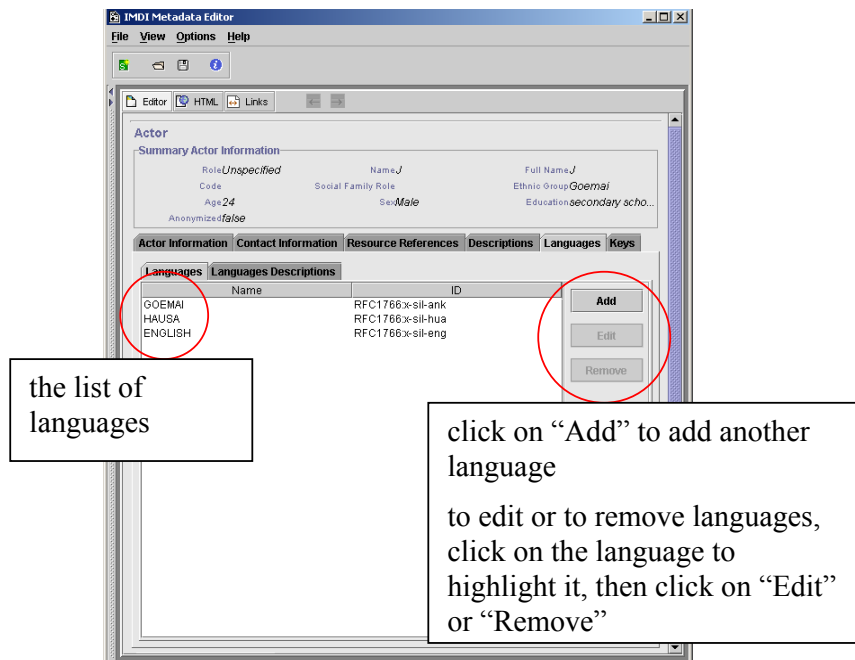 IMDI Metadata Editor
File View Options Help
Editor HTML Links
Actor
Summary Actor Information
Role Unspecified Name J Full Name J
Code Social Family Role Ethnic Group Goemai
Age 24 Sex Male Education secondary scho...
Anonymized false
Actor Information Contact Information Resource References Descriptions Languages Keys
Languages Languages Descriptions
Name ID
GOEMAI RFC1766:x-sil-ank
HAUSA RFC1766:x-sil-hua
ENGLISH RFC1766:x-sil-eng
Add
Edit
Remove
the list of
languages
click on “Add” to add another
language
to edit or to remove languages,
click on the language to
highlight it, then click on “Edit”
or “Remove”